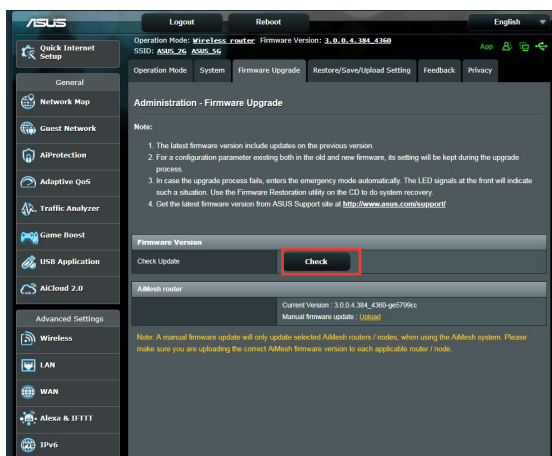 ASUS
Logout
Reboot
English
Quick Internet
Setup
Operation Mode: Wireless router Firmware Version: 3.0.0.4.384_4360
SSID: ASUS_2G ASUS_5G
App
Operation Mode
System
Firmware Upgrade
Restore/Save/Upload Setting
Feedback
Privacy
General
Network Map
Guest Network
AiProtection
Adaptive QoS
Traffic Analyzer
Game Boost
USB Application
AiCloud 2.0
Advanced Settings
Wireless
LAN
WAN
Alexa & IFTTT
IPv6
Administration - Firmware Upgrade
Note:
1. The latest firmware version include updates on the previous version.
2. For a configuration parameter existing both in the old and new firmware, its setting will be kept during the upgrade
process.
3. In case the upgrade process fails, enters the emergency mode automatically. The LED signals at the front will indicate
such a situation. Use the Firmware Restoration utility on the CD to do system recovery.
4. Get the latest firmware version from ASUS Support site at http://www.asus.com/support/
Firmware Version
Check Update
Check
AiMesh router
Current Version : 3.0.0.4.384_4360-ge5799cc
Manual firmware update : Upload
Note: A manual firmware update will only update selected AiMesh routers / nodes, when using the AiMesh system. Please
make sure you are uploading the correct AiMesh firmware version to each applicable router / node.